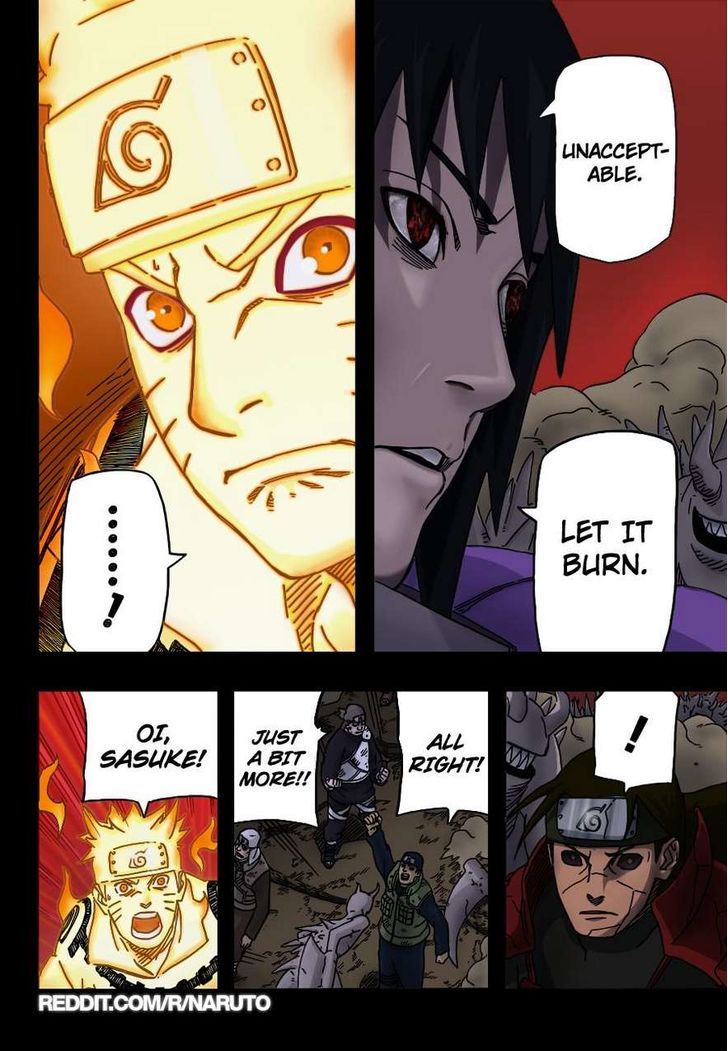 UNACCEPT-
ABLE.
LET IT
BURN.
......!
!
ALL
RIGHT!
JUST
A BIT
MORE!!
OI,
SASUKE!
REDDIT.COM/R/NARUTO